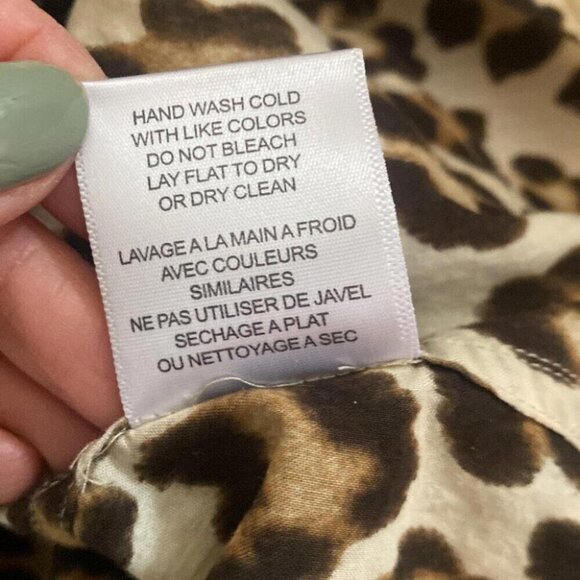 HAND WASH COLD
WITH LIKE COLORS
DO NOT BLEACH
LAY FLAT TO DRY
OR DRY CLEAN
LAVAGE A LA MAIN A FROID
AVEC COULEURS
SIMILAIRES
NE PAS UTILISER DE JAVEL
SECHAGE A PLAT
OU NETTOYAGE A SEC